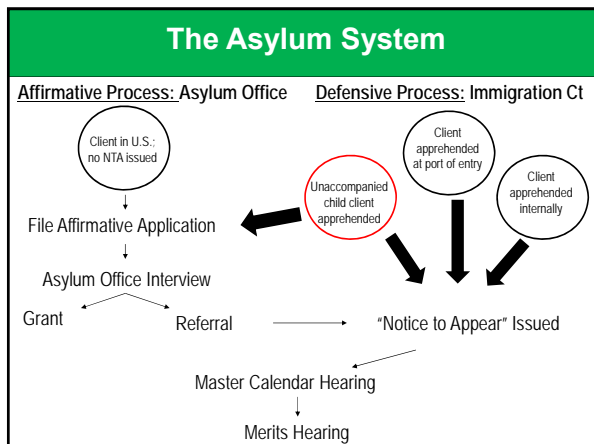 The Asylum System
Affirmative Process: Asylum Office
Defensive Process: Immigration Ct
Client in U.S.;
no NTA issued
Client
apprehended
at port of entry
Unaccompanied
child client
apprehended
Client
apprehended
internally
File Affirmative Application
Asylum Office Interview
Grant
Referral
“Notice to Appear” Issued
Master Calendar Hearing
Merits Hearing